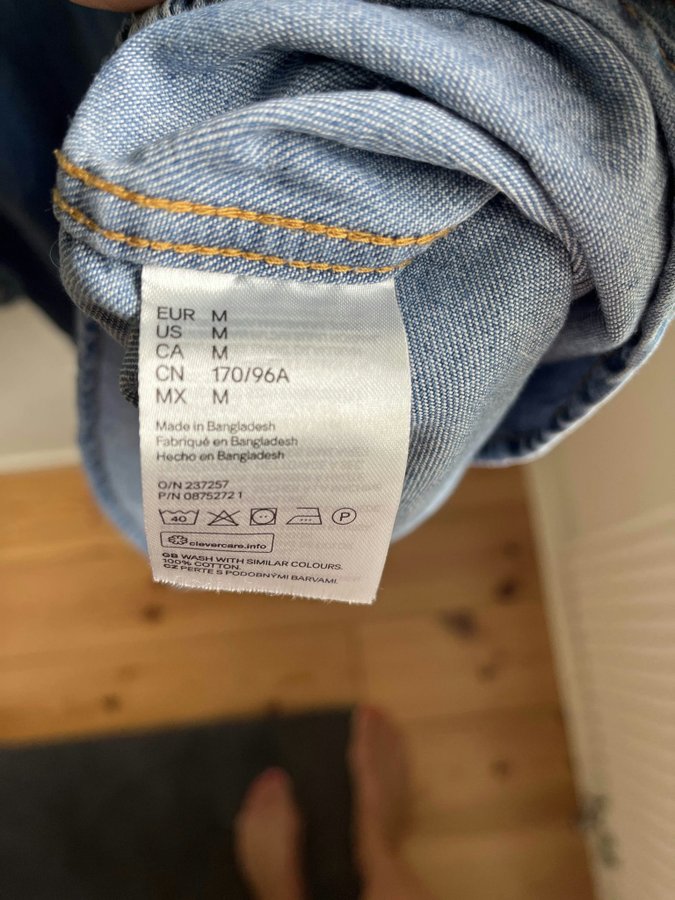 EUR M
US M
CA M
CN 170/96A
MX M
Made in Bangladesh
Fabriqué en Bangladesh
Hecho en Bangladesh
O/N 237257
P/N 0875272 1
40 P
clevercare.info
GB WASH WITH SIMILAR COLOURS.
100% COTTON.
CZ PERTE S PODOBNÝMI BARVAMI.